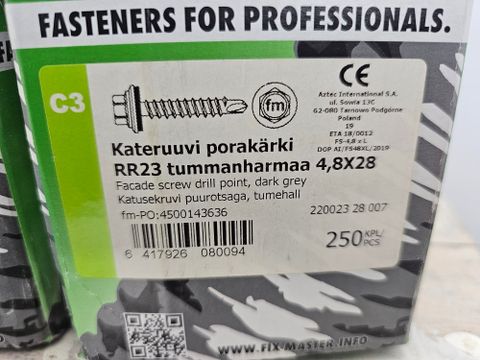 FASTENERS FOR PROFESSIONALS.
C3
fm
CE
Aztec International S.A.
ul. Sowia 13C
62-080 Tarnowo Podgórne
Poland
19
ETA 18/0012
FS-4,8 x L
DOP AI/FS48XL/2019
Kateruuvi porakärki
RR23 tummanharmaa 4,8X28
Facade screw drill point, dark grey
Katusekruvi puurotsaga, tumehall
fm-PO:4500143636
220023 28 007
6 417926 080094
250 KPL/
PCS
WWW.FIX-MASTER.INFO